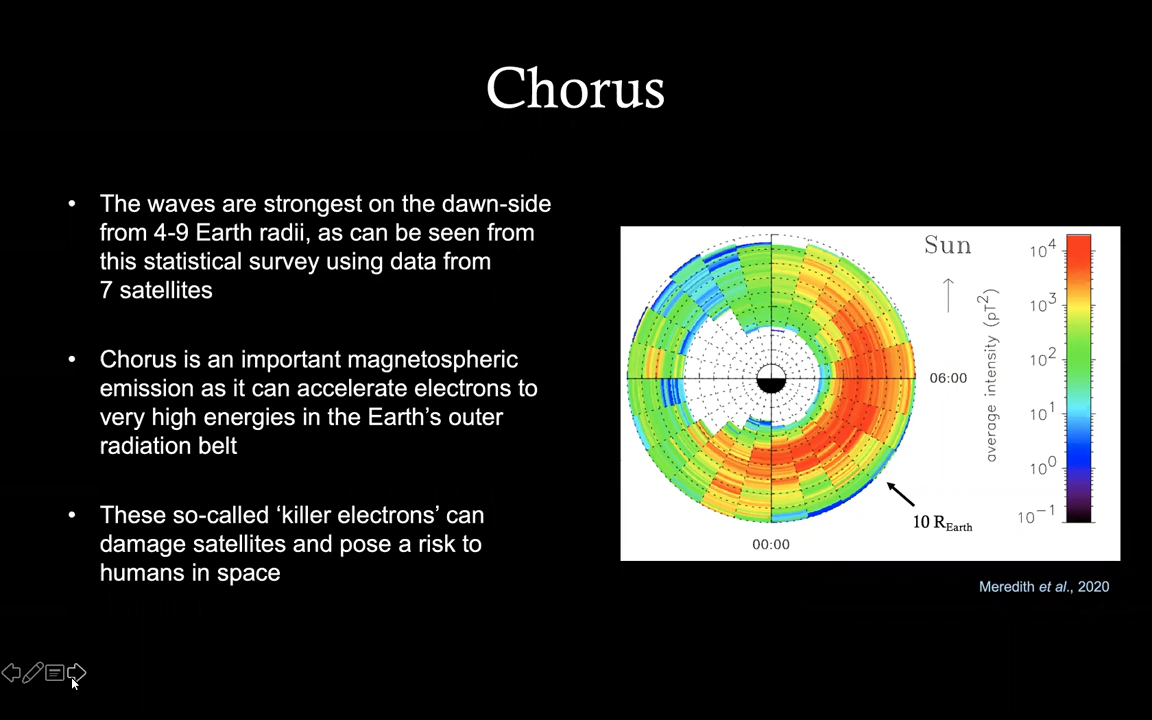 Chorus
• The waves are strongest on the dawn-side
from 4-9 Earth radii, as can be seen from
this statistical survey using data from
7 satellites
• Chorus is an important magnetospheric
emission as it can accelerate electrons to
very high energies in the Earth’s outer
radiation belt
• These so-called ‘killer electrons’ can
damage satellites and pose a risk to
humans in space
Sun
06:00
00:00
10 REarth
average intensity (pT2)
104
103
102
101
100
10-1
Meredith et al., 2020